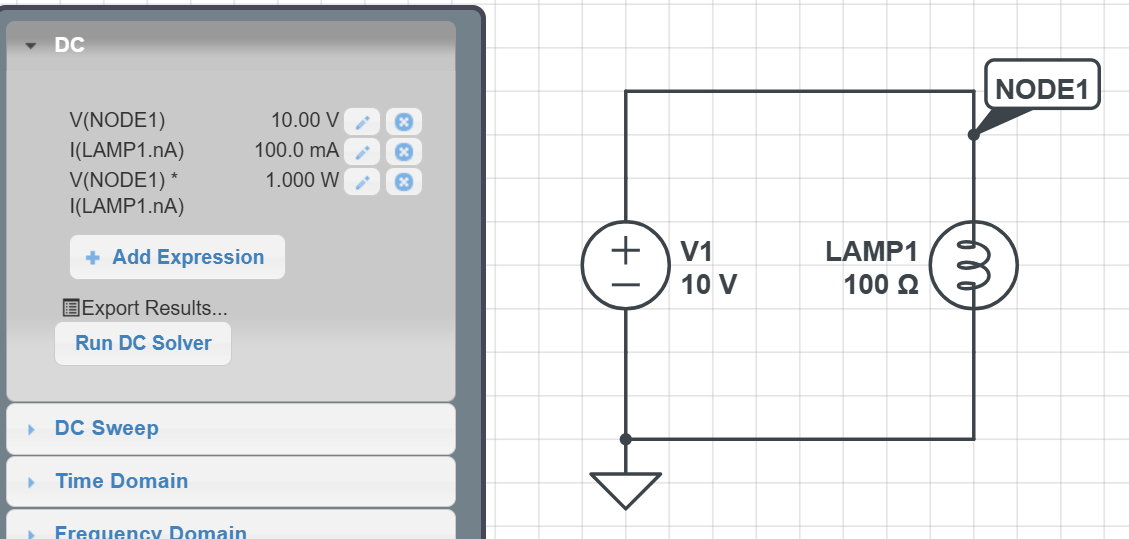 DC
V(NODE1) 10.00 V
I(LAMP1.nA) 100.0 mA
V(NODE1) * 1.000 W
I(LAMP1.nA)
+ Add Expression
Export Results...
Run DC Solver
DC Sweep
Time Domain
Frequency Domain
NODE1
V1
10 V
LAMP1
100 Ω